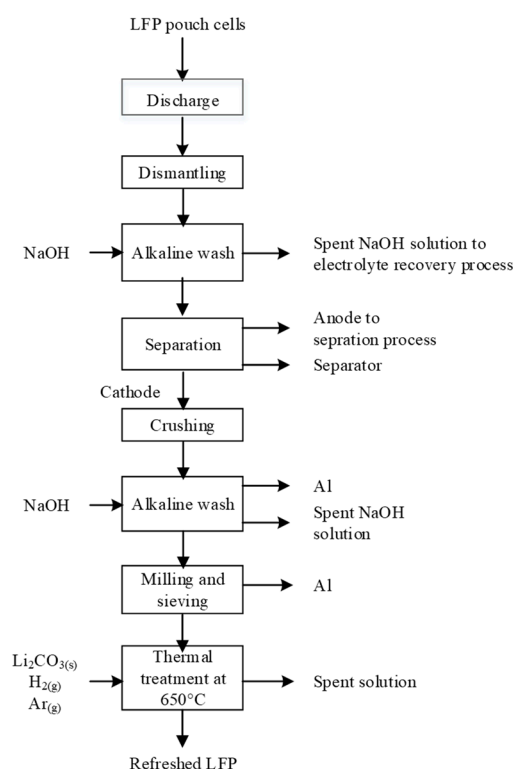 LFP pouch cells
Discharge
Dismantling
NaOH
Alkaline wash
Spent NaOH solution to
electrolyte recovery process
Separation
Anode to
sepration process
Separator
Cathode
Crushing
NaOH
Alkaline wash
Al
Spent NaOH
solution
Milling and
sieving
Al
Li₂CO₃(s)
H₂(g)
Ar(g)
Thermal
treatment at
650°C
Spent solution
Refreshed LFP